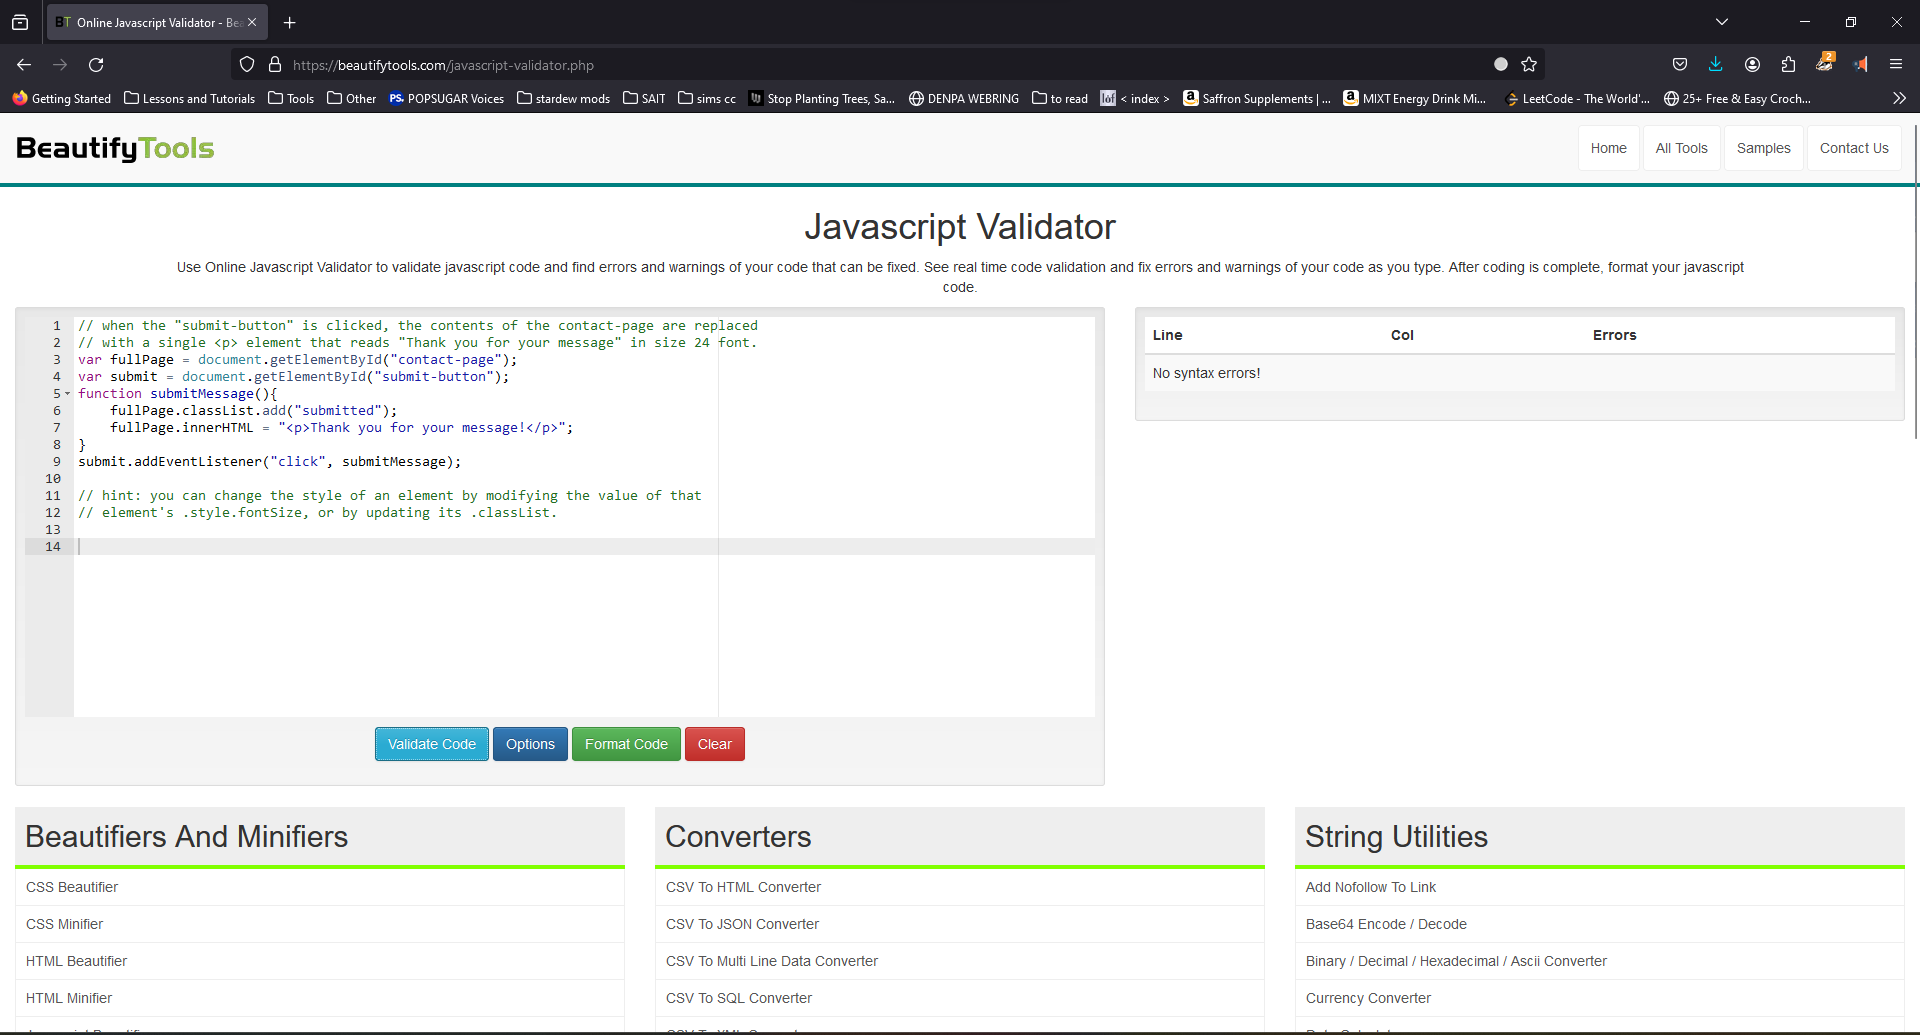 BT Online Javascript Validator - Bea
https://beautifytools.com/javascript-validator.php
2
Getting Started Lessons and Tutorials Tools Other PS. POPSUGAR Voices stardew mods SAIT sims cc Stop Planting Trees, Sa... DENPA WEBRING to read lof < index > a Saffron Supplements | ... a MIXT Energy Drink Mi... LeetCode - The World'... 25+ Free & Easy Croch...
BeautifyTools
Home All Tools Samples Contact Us
Javascript Validator
Use Online Javascript Validator to validate javascript code and find errors and warnings of your code that can be fixed. See real time code validation and fix errors and warnings of your code as you type. After coding is complete, format your javascript
code.
1 // when the "submit-button" is clicked, the contents of the contact-page are replaced
2 // with a single <p> element that reads "Thank you for your message" in size 24 font.
3 var fullPage = document.getElementById("contact-page");
4 var submit = document.getElementById("submit-button");
5 function submitMessage(){
6 fullPage.classList.add("submitted");
7 fullPage.innerHTML = "<p>Thank you for your message!</p>";
8 }
9 submit.addEventListener("click", submitMessage);
10
11 // hint: you can change the style of an element by modifying the value of that
12 // element's .style.fontSize, or by updating its .classList.
13
14
Line Col Errors
No syntax errors!
Validate Code Options Format Code Clear
Beautifiers And Minifiers
CSS Beautifier
CSS Minifier
HTML Beautifier
HTML Minifier
Converters
CSV To HTML Converter
CSV To JSON Converter
CSV To Multi Line Data Converter
CSV To SQL Converter
String Utilities
Add Nofollow To Link
Base64 Encode / Decode
Binary / Decimal / Hexadecimal / Ascii Converter
Currency Converter